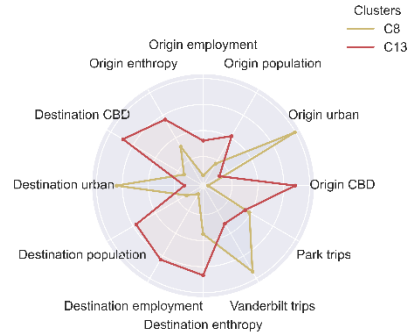 Clusters
C8
C13
Origin employment
Origin enthropy
Origin population
Destination CBD
Origin urban
Destination urban
Origin CBD
Destination population
Park trips
Destination employment
Vanderbilt trips
Destination enthropy